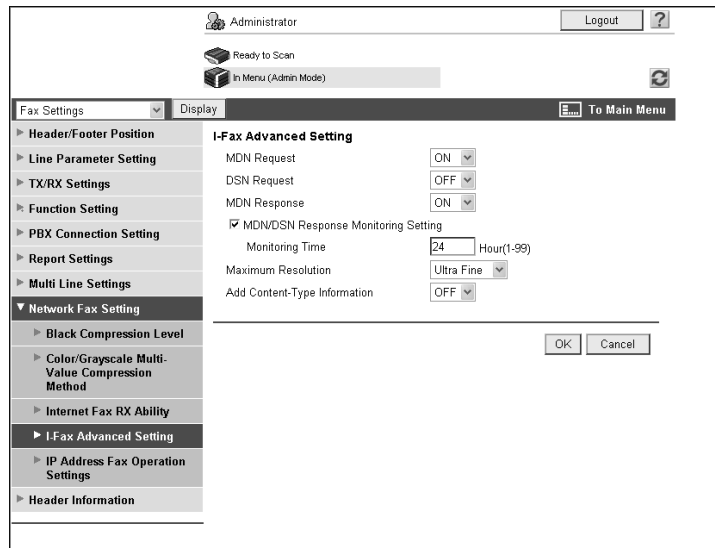 Administrator
Logout
?
Ready to Scan
In Menu (Admin Mode)
Fax Settings
Display
To Main Menu
Header/Footer Position
Line Parameter Setting
TX/RX Settings
Function Setting
PBX Connection Setting
Report Settings
Multi Line Settings
Network Fax Setting
Black Compression Level
Color/Grayscale Multi-
Value Compression
Method
Internet Fax RX Ability
I-Fax Advanced Setting
IP Address Fax Operation
Settings
Header Information
I-Fax Advanced Setting
MDN Request ON
DSN Request OFF
MDN Response ON
MDN/DSN Response Monitoring Setting
Monitoring Time 24 Hour(1-99)
Maximum Resolution Ultra Fine
Add Content-Type Information OFF
OK Cancel